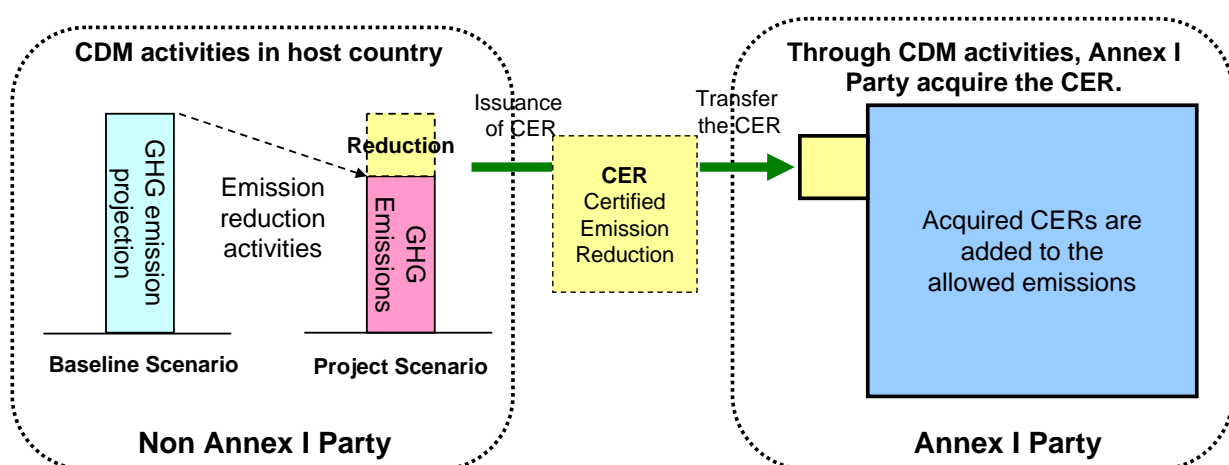 CDM activities in host country
GHG emission
projection
Emission
reduction
activities
Reduction
GHG
Emissions
Baseline Scenario
Project Scenario
Non Annex I Party
Issuance
of CER
CER
Certified
Emission
Reduction
Transfer
the CER
Through CDM activities, Annex I
Party acquire the CER.
Acquired CERs are
added to the
allowed emissions
Annex I Party